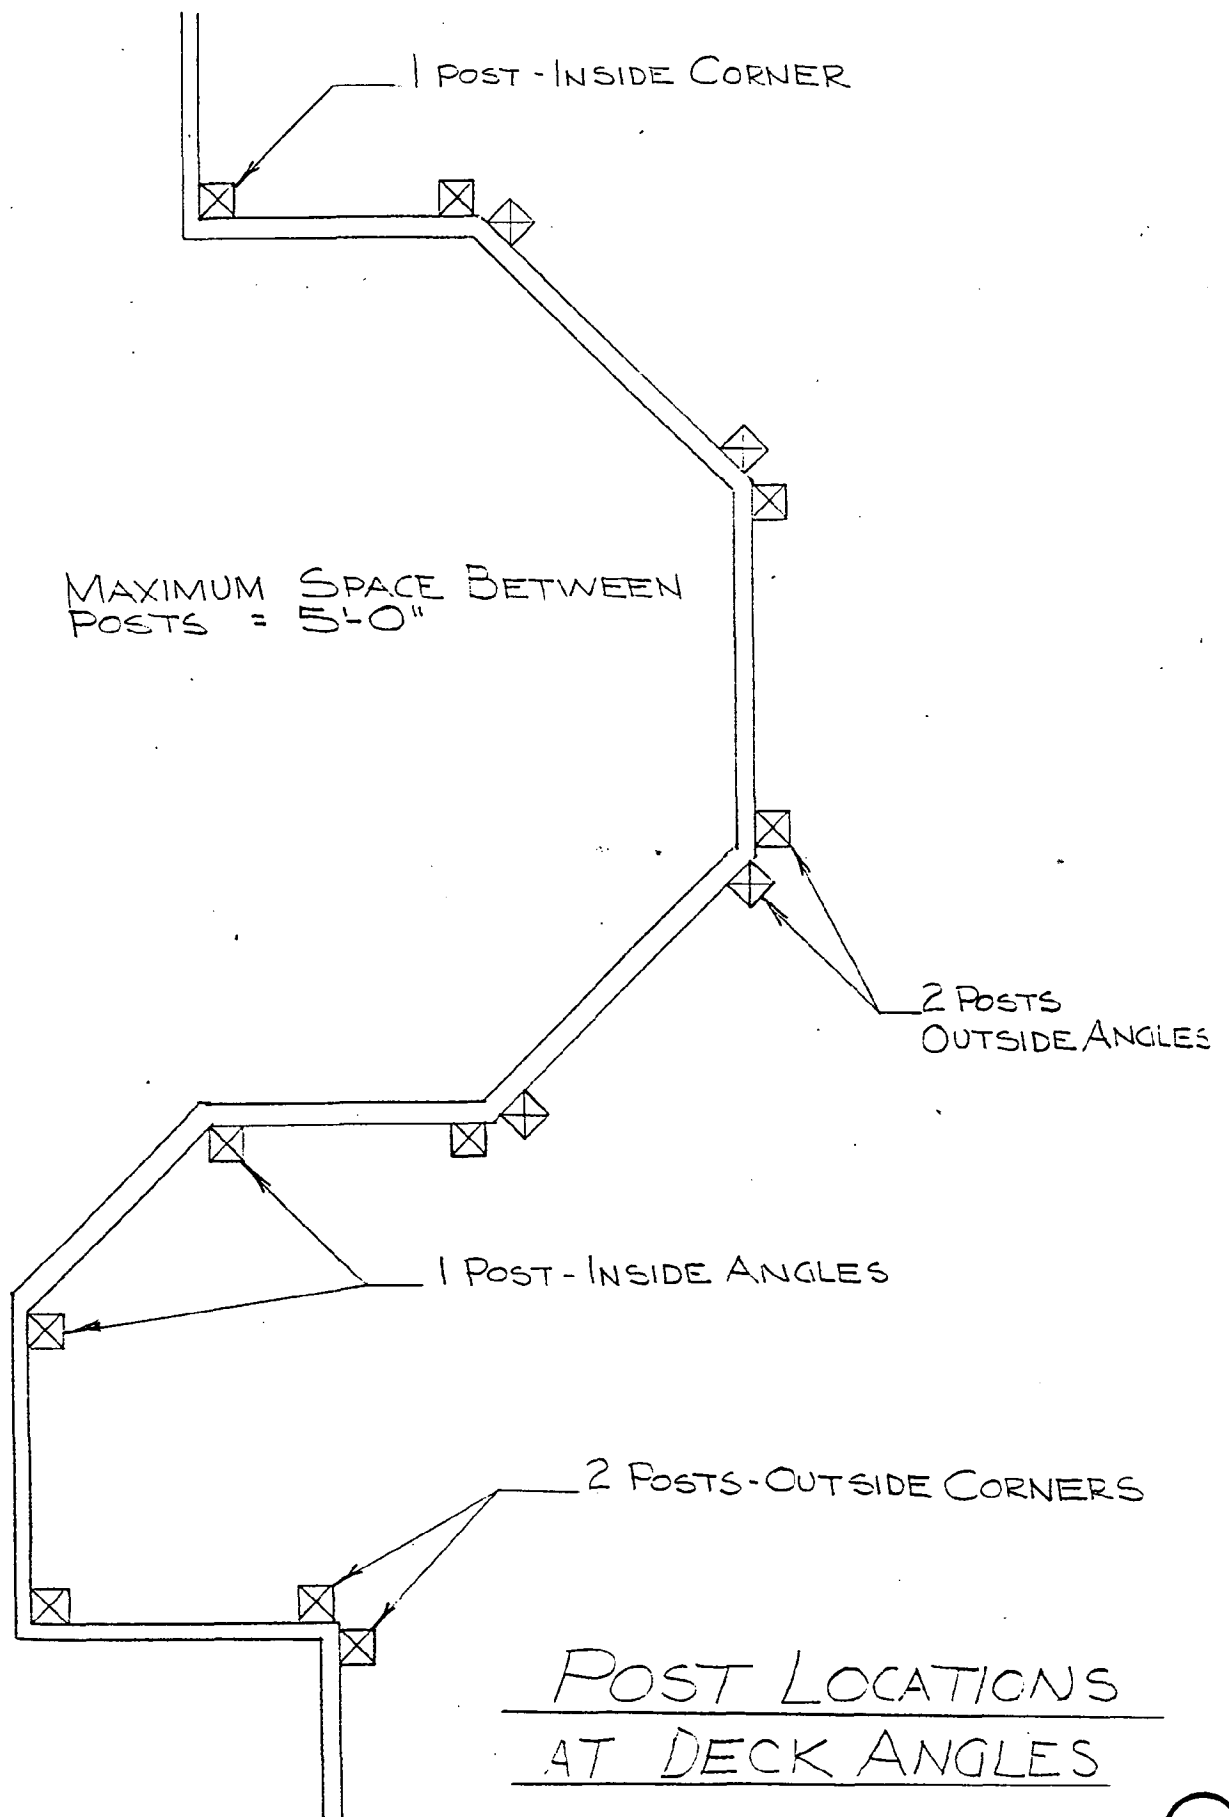 1 POST - INSIDE CORNER
MAXIMUM SPACE BETWEEN
POSTS = 5'-0"
2 POSTS
OUTSIDE ANGLES
1 POST - INSIDE ANGLES
2 POSTS - OUTSIDE CORNERS
POST LOCATIONS
AT DECK ANGLES